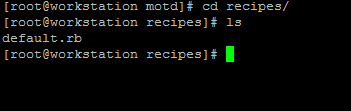 [root@workstation motd]# cd recipes/
[root@workstation recipes]# ls
default.rb
[root@workstation recipes]#